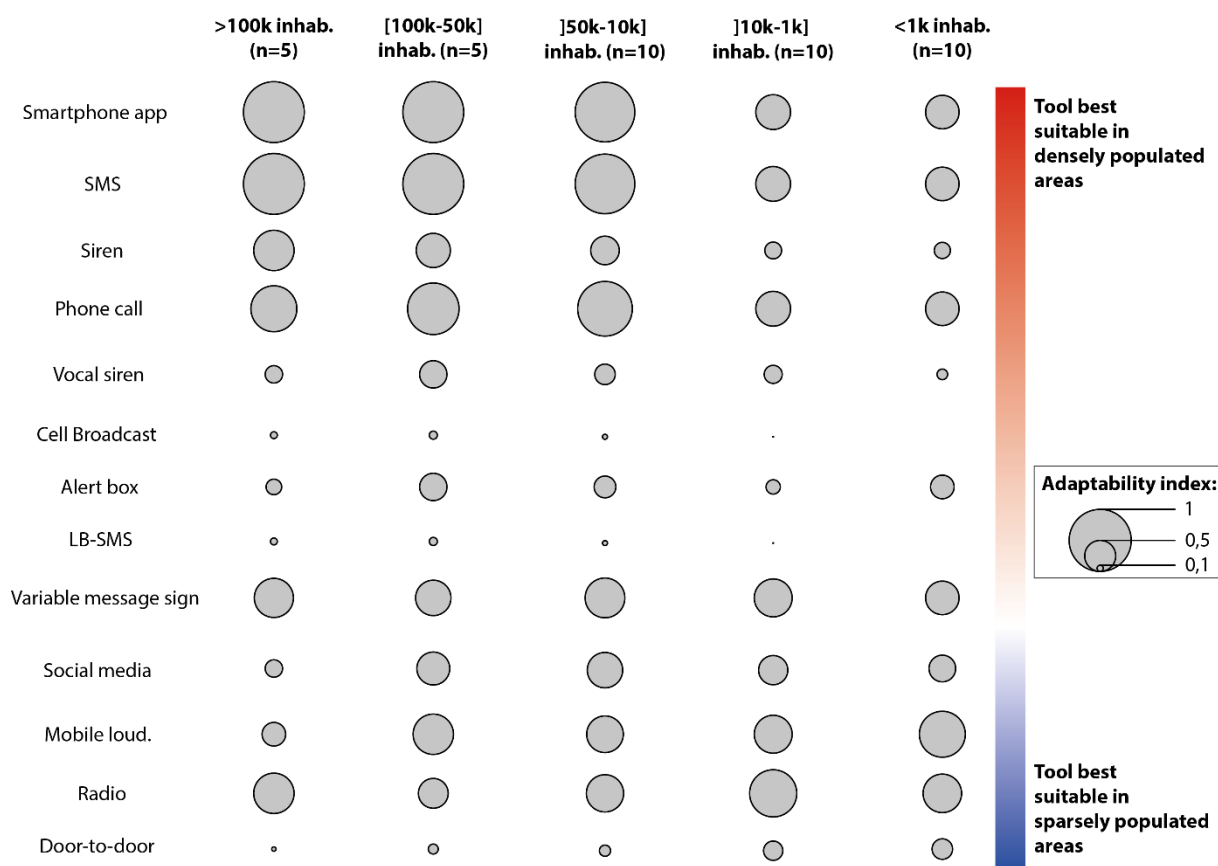 >100k inhab.
(n=5)
[100k-50k]
inhab. (n=5)
]50k-10k]
inhab. (n=10)
]10k-1k]
inhab. (n=10)
<1k inhab.
(n=10)
Smartphone app
SMS
Siren
Phone call
Vocal siren
Cell Broadcast
Alert box
LB-SMS
Variable message sign
Social media
Mobile loud.
Radio
Door-to-door
Tool best
suitable in
densely populated
areas
Adaptability index:
1
0,5
0,1
Tool best
suitable in
sparsely populated
areas